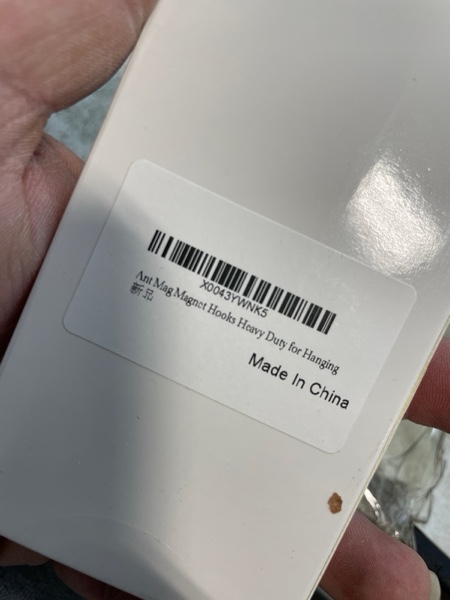 X0043YWNK5
Ant Mag Magnet Hooks Heavy Duty for Hanging
新品
Made In China